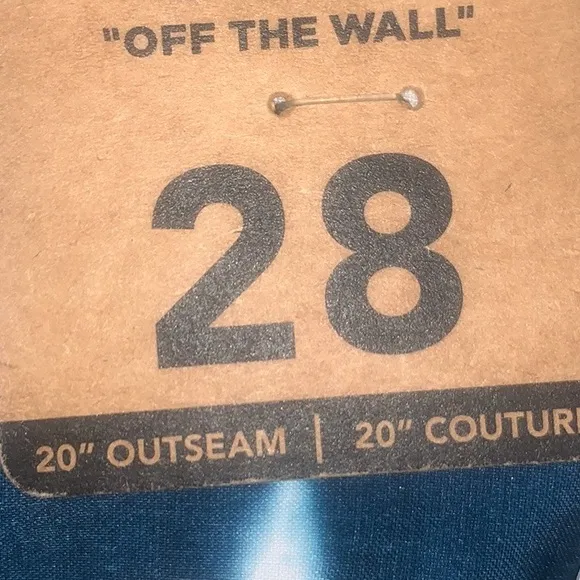 "OFF THE WALL"
28
20" OUTSEAM | 20" COUTUR